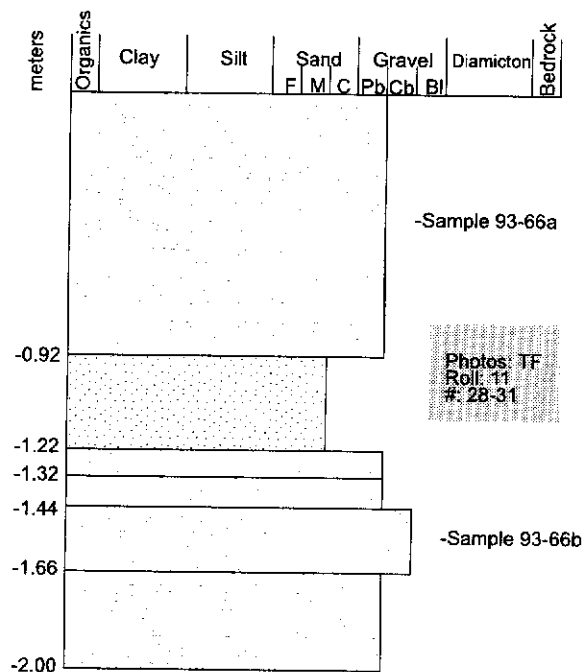 meters
Organics
Clay
Silt
Sand
Gravel
Diamicton
Bedrock
F M C Pb Cb Bl
-Sample 93-66a
-0.92
Photos: TF
Roll: 11
#: 28-31
-1.22
-1.32
-1.44
-Sample 93-66b
-1.66
-2.00